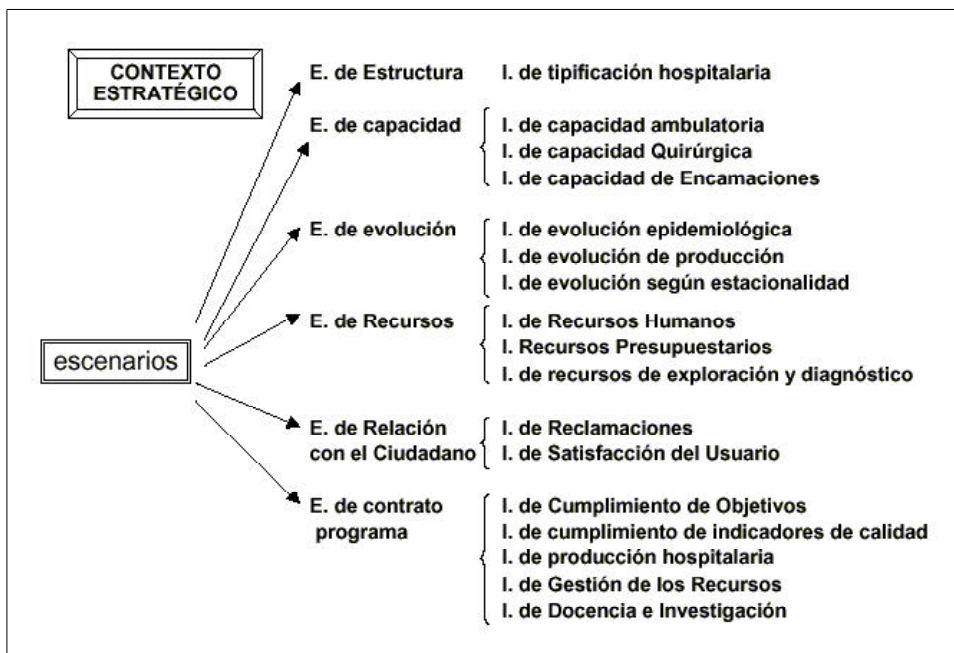 CONTEXTO
ESTRATÉGICO
escenarios
E. de Estructura I. de tipificación hospitalaria
E. de capacidad I. de capacidad ambulatoria
I. de capacidad Quirúrgica
I. de capacidad de Encamaciones
E. de evolución I. de evolución epidemiológica
I. de evolución de producción
I. de evolución según estacionalidad
E. de Recursos I. de Recursos Humanos
I. Recursos Presupuestarios
I. de recursos de exploración y diagnóstico
E. de Relación I. de Reclamaciones
con el Ciudadano I. de Satisfacción del Usuario
E. de contrato I. de Cumplimiento de Objetivos
programa I. de cumplimiento de indicadores de calidad
I. de producción hospitalaria
I. de Gestión de los Recursos
I. de Docencia e Investigación